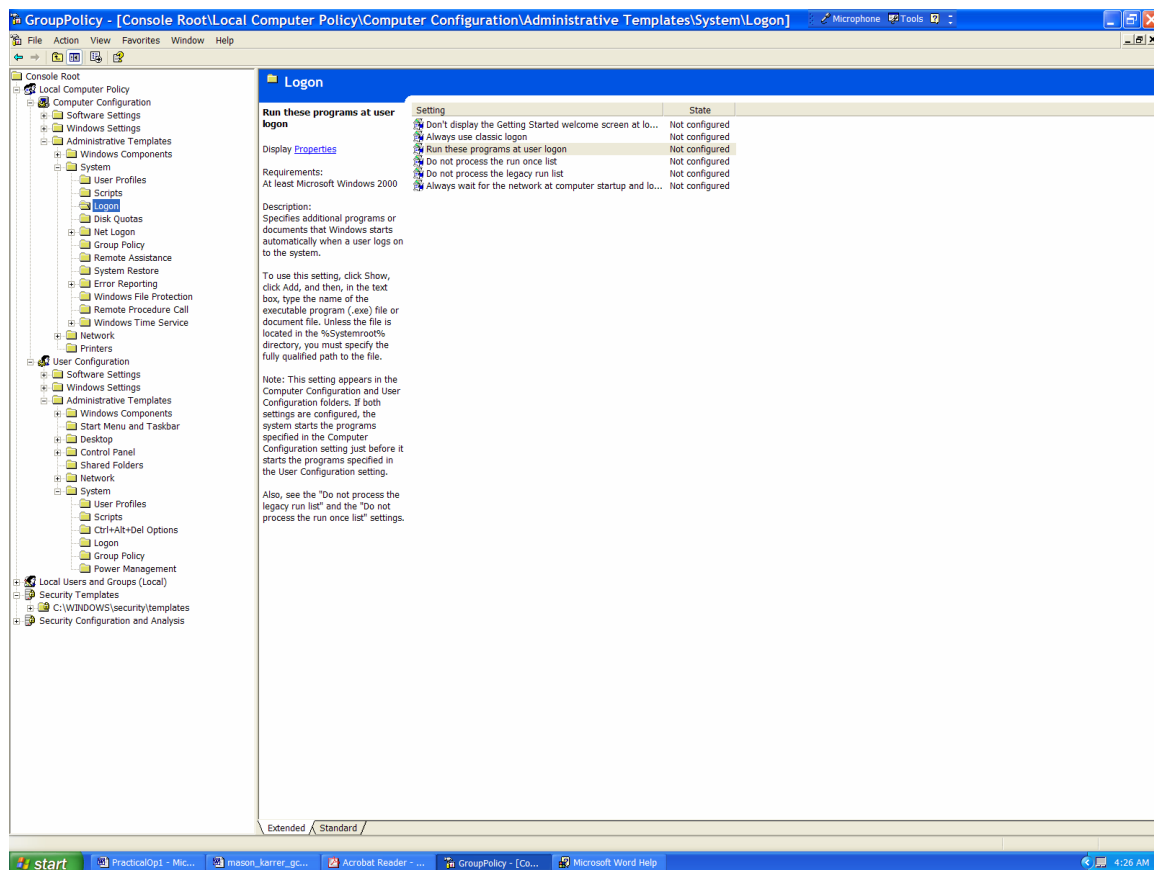 GroupPolicy - [Console Root\Local Computer Policy\Computer Configuration\Administrative Templates\System\Logon]
Microphone Tools
File Action View Favorites Window Help
Console Root
Local Computer Policy
Computer Configuration
Software Settings
Windows Settings
Administrative Templates
Windows Components
System
User Profiles
Scripts
Logon
Disk Quotas
Net Logon
Group Policy
Remote Assistance
System Restore
Error Reporting
Windows File Protection
Remote Procedure Call
Windows Time Service
Network
Printers
User Configuration
Software Settings
Windows Settings
Administrative Templates
Windows Components
Start Menu and Taskbar
Desktop
Control Panel
Shared Folders
Network
System
User Profiles
Scripts
Ctrl+Alt+Del Options
Logon
Group Policy
Power Management
Local Users and Groups (Local)
Security Templates
C:\WINDOWS\security\templates
Security Configuration and Analysis
Logon
Run these programs at user
logon
Display Properties
Requirements:
At least Microsoft Windows 2000
Description:
Specifies additional programs or
documents that Windows starts
automatically when a user logs on
to the system.
To use this setting, click Show,
click Add, and then, in the text
box, type the name of the
executable program (.exe) file or
document file. Unless the file is
located in the %Systemroot%
directory, you must specify the
fully qualified path to the file.
Note: This setting appears in the
Computer Configuration and User
Configuration folders. If both
settings are configured, the
system starts the programs
specified in the Computer
Configuration setting just before it
starts the programs specified in
the User Configuration setting.
Also, see the "Do not process the
legacy run list" and the "Do not
process the run once list" settings.
Setting State
Don't display the Getting Started welcome screen at lo... Not configured
Always use classic logon Not configured
Run these programs at user logon Not configured
Do not process the run once list Not configured
Do not process the legacy run list Not configured
Always wait for the network at computer startup and lo... Not configured
Extended Standard
start PracticalOp1 - Mic... mason_karrer_gc... Acrobat Reader - ... GroupPolicy - [Co... Microsoft Word Help 4:26 AM